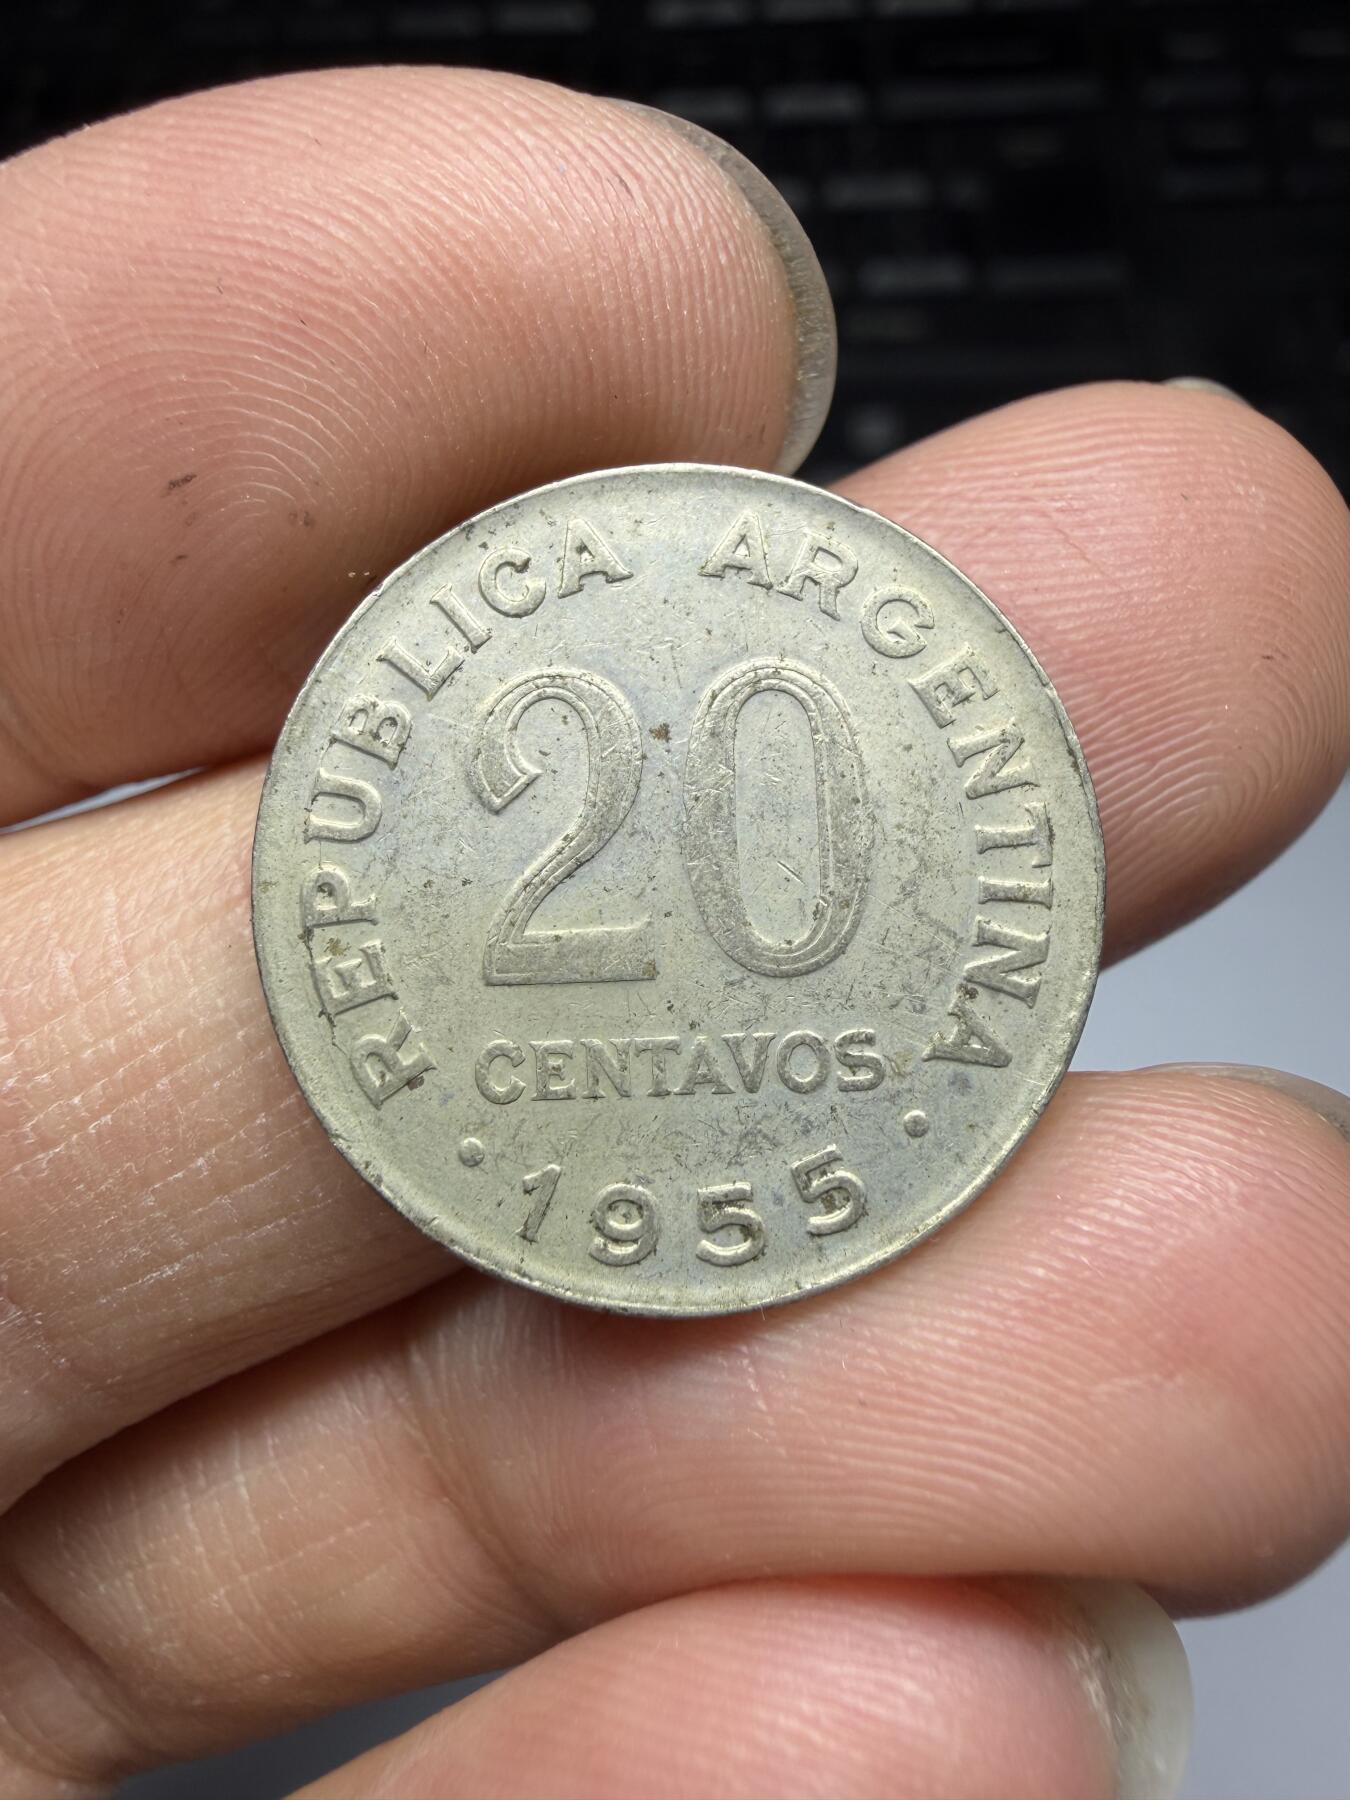 REPUBLICA ARGENTINA
20
CENTAVOS
• 1955 •